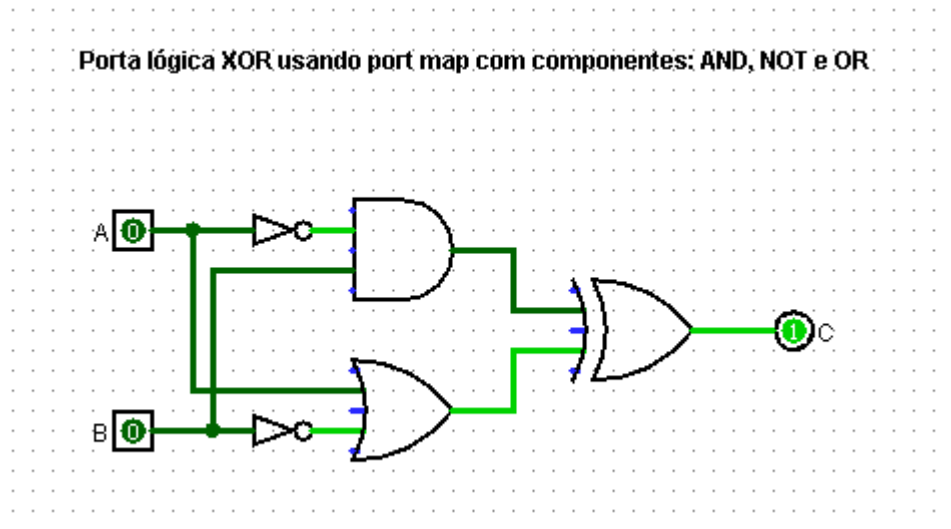 Porta lógica XOR usando port map com componentes: AND, NOT e OR
A 0
B 0
1 C